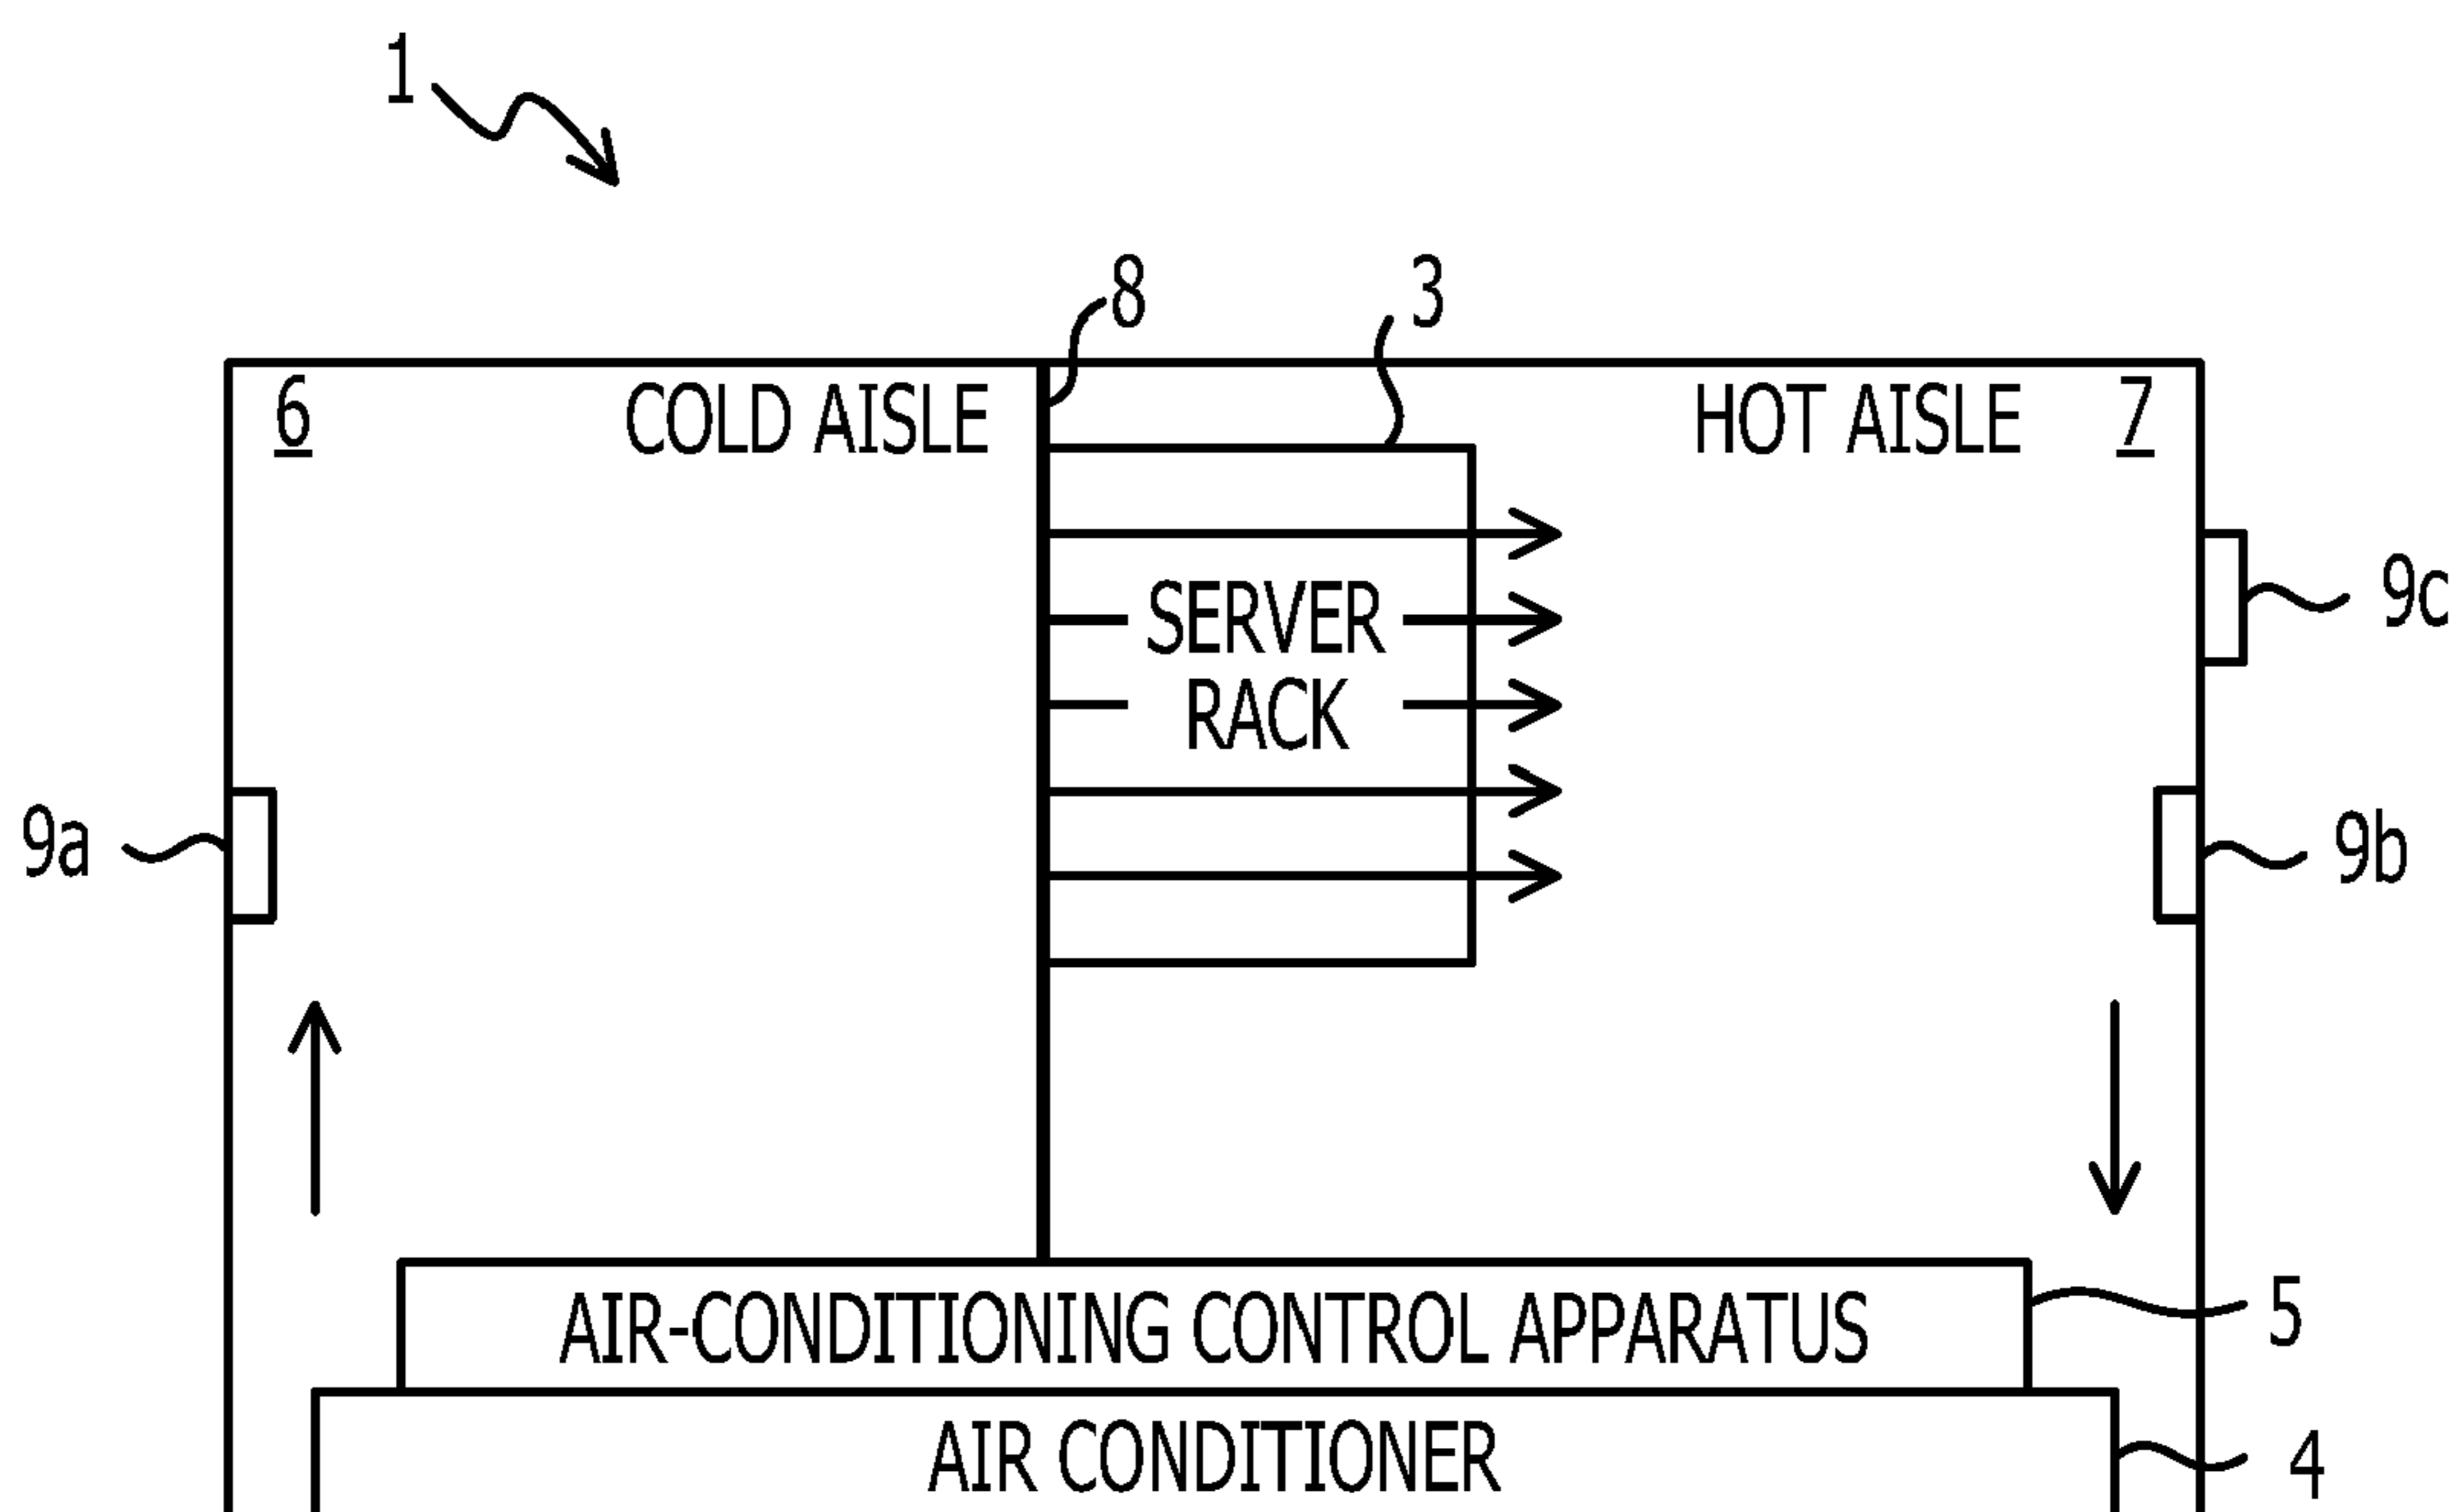 1
8
3
6
COLD AISLE
HOT AISLE
7
SERVER
RACK
9c
9a
9b
AIR-CONDITIONING CONTROL APPARATUS
5
AIR CONDITIONER
4